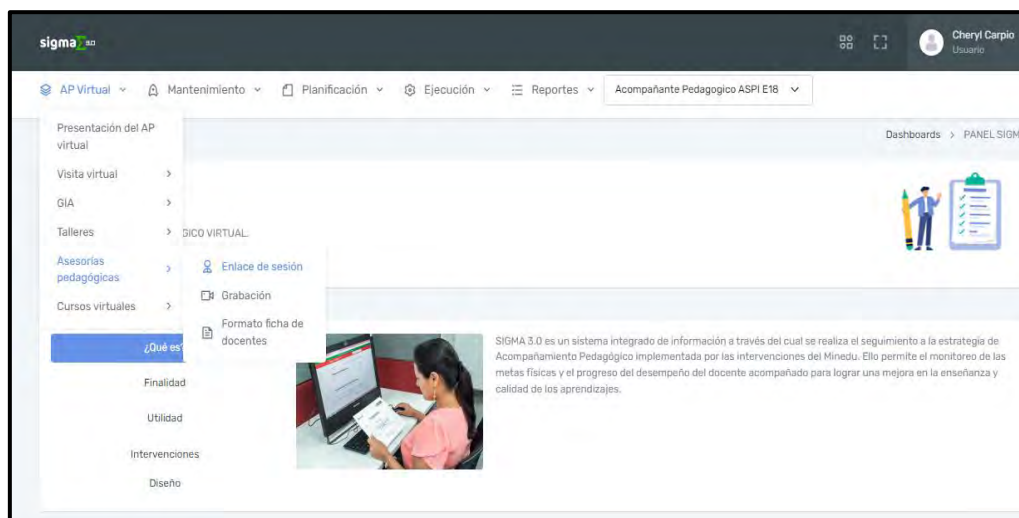 sigma 3.0
Cheryl Carpio
Usuario
AP Virtual
Mantenimiento
Planificación
Ejecución
Reportes
Acompañante Pedagogico ASPI E18
Dashboards > PANEL SIGM
Presentación del AP
virtual
Visita virtual
GIA
Talleres
GICO VIRTUAL.
Asesorías
pedagógicas
Enlace de sesión
Grabación
Formato ficha de
docentes
Cursos virtuales
¿Qué es?
Finalidad
Utilidad
Intervenciones
Diseño
SIGMA 3.0 es un sistema integrado de información a través del cual se realiza el seguimiento a la estrategia de
Acompañamiento Pedagógico implementada por las intervenciones del Minedu. Ello permite el monitoreo de las
metas físicas y el progreso del desempeño del docente acompañado para lograr una mejora en la enseñanza y
calidad de los aprendizajes.